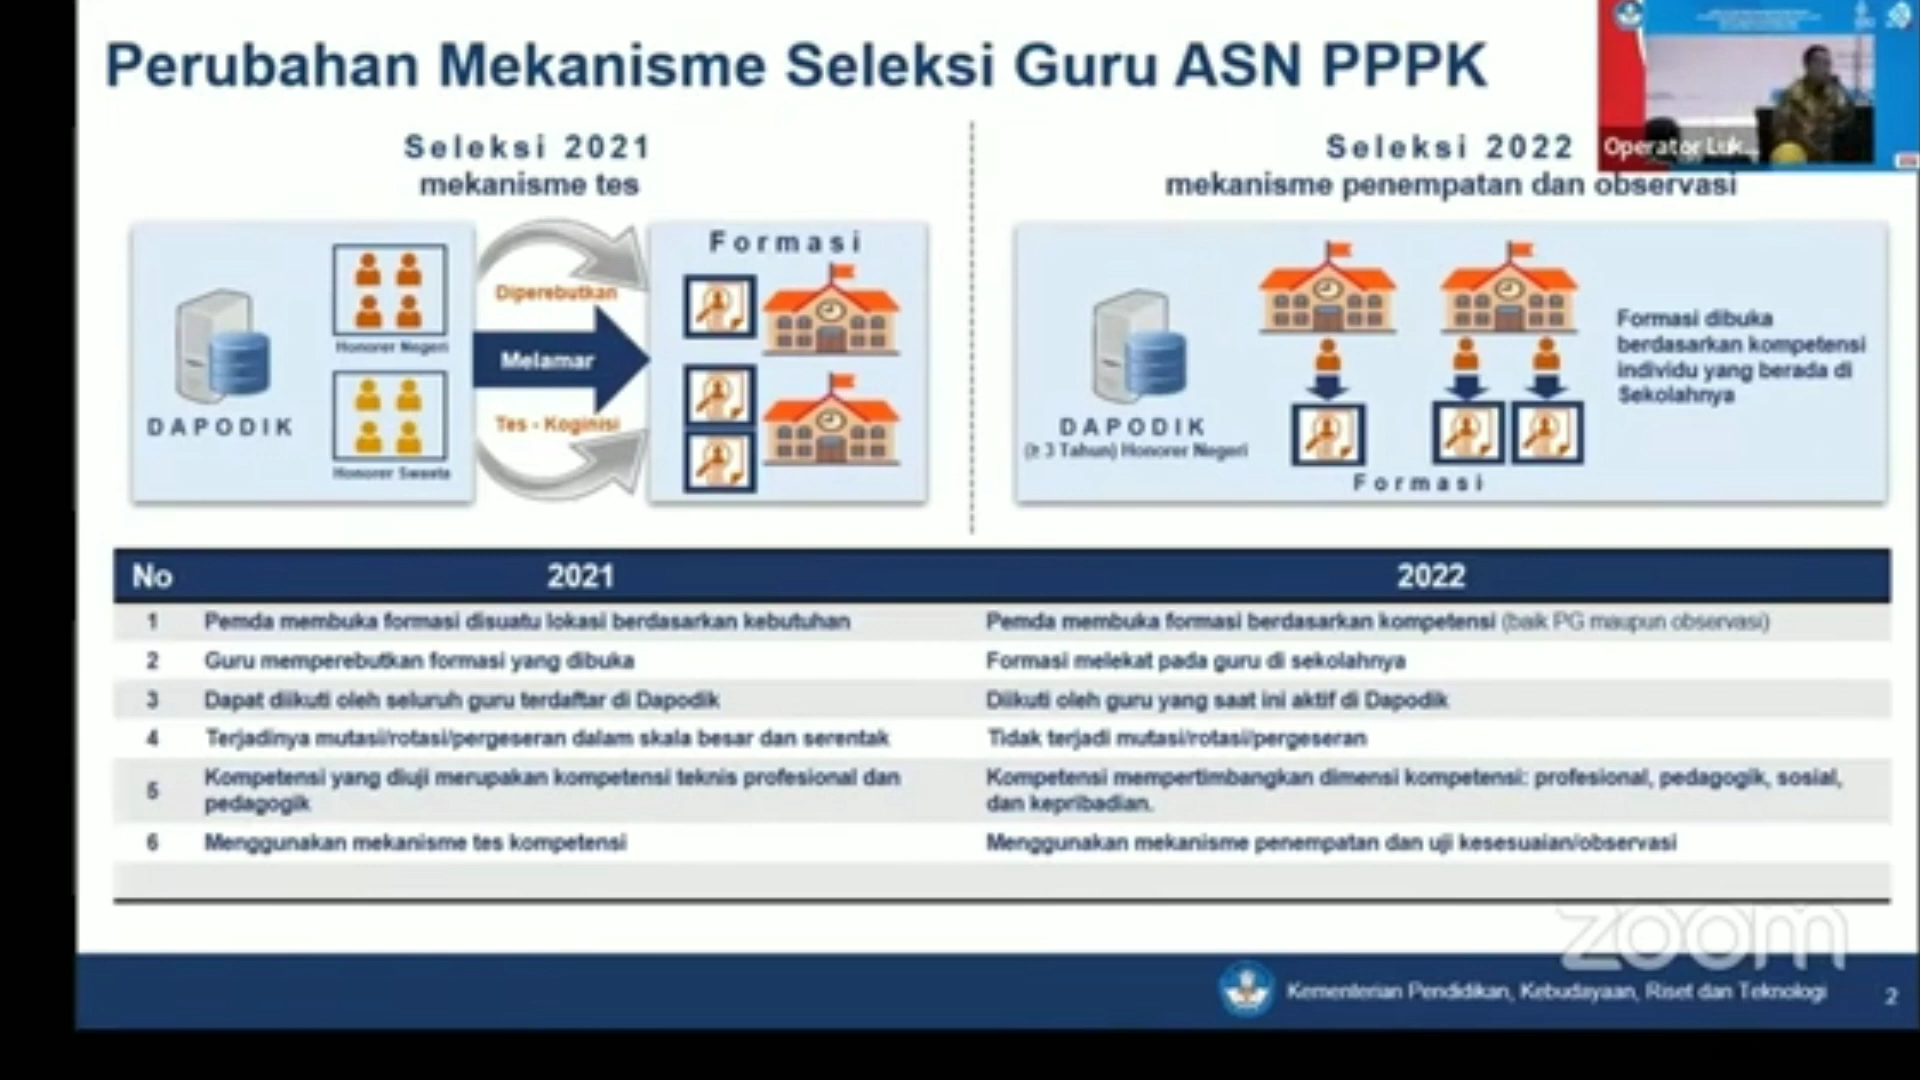 Perubahan Mekanisme Seleksi Guru ASN PPPK
Operator Luk...
Seleksi 2021
mekanisme tes
DAPODIK
Honorer Negeri
Honorer Swasta
Diperebutkan
Melamar
Tes - Koginisi
Formasi
Seleksi 2022
mekanisme penempatan dan observasi
DAPODIK
(≥ 3 Tahun) Honorer Negeri
Formasi
Formasi dibuka
berdasarkan kompetensi
individu yang berada di
Sekolahnya
No 2021 2022
1 Pemda membuka formasi disuatu lokasi berdasarkan kebutuhan Pemda membuka formasi berdasarkan kompetensi (baik PG maupun observasi)
2 Guru memperebutkan formasi yang dibuka Formasi melekat pada guru di sekolahnya
3 Dapat diikuti oleh seluruh guru terdaftar di Dapodik Diikuti oleh guru yang saat ini aktif di Dapodik
4 Terjadinya mutasi/rotasi/pergeseran dalam skala besar dan serentak Tidak terjadi mutasi/rotasi/pergeseran
5 Kompetensi yang diuji merupakan kompetensi teknis profesional dan Kompetensi mempertimbangkan dimensi kompetensi: profesional, pedagogik, sosial,
pedagogik dan kepribadian.
6 Menggunakan mekanisme tes kompetensi Menggunakan mekanisme penempatan dan uji kesesuaian/observasi
zoom
Kementerian Pendidikan, Kebudayaan, Riset dan Teknologi 2